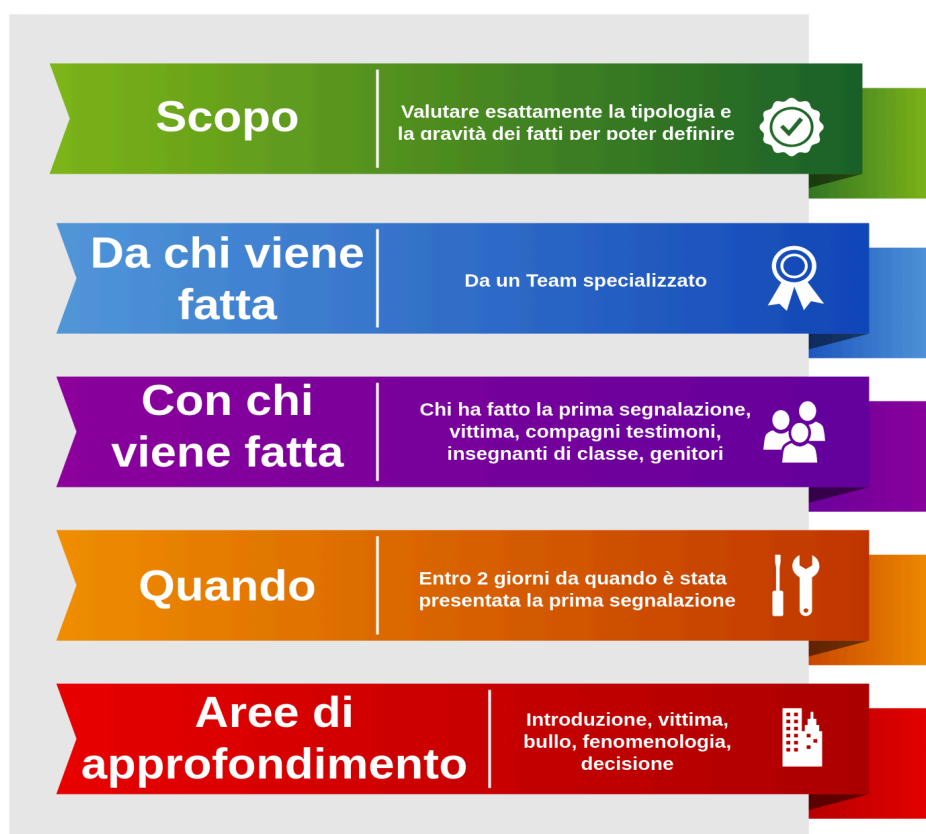 Scopo
Valutare esattamente la tipologia e
la gravità dei fatti per poter definire
Da chi viene
fatta
Da un Team specializzato
Con chi
viene fatta
Chi ha fatto la prima segnalazione,
vittima, compagni testimoni,
insegnanti di classe, genitori
Quando
Entro 2 giorni da quando è stata
presentata la prima segnalazione
Aree di
approfondimento
Introduzione, vittima,
bullo, fenomenologia,
decisione